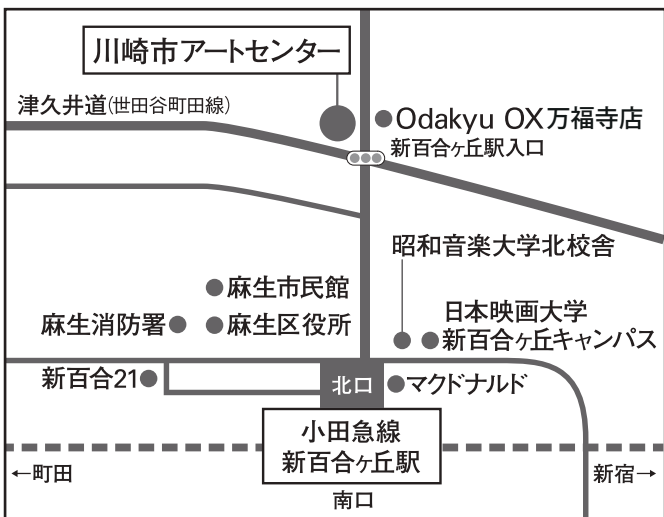 川崎市アートセンター
津久井道(世田谷町田線)
Odakyu OX万福寺店
新百合ヶ丘駅入口
昭和音楽大学北校舎
麻生市民館
日本映画大学
新百合ヶ丘キャンパス
麻生消防署
麻生区役所
新百合21
北口
マクドナルド
小田急線
新百合ヶ丘駅
←町田
新宿→
南口